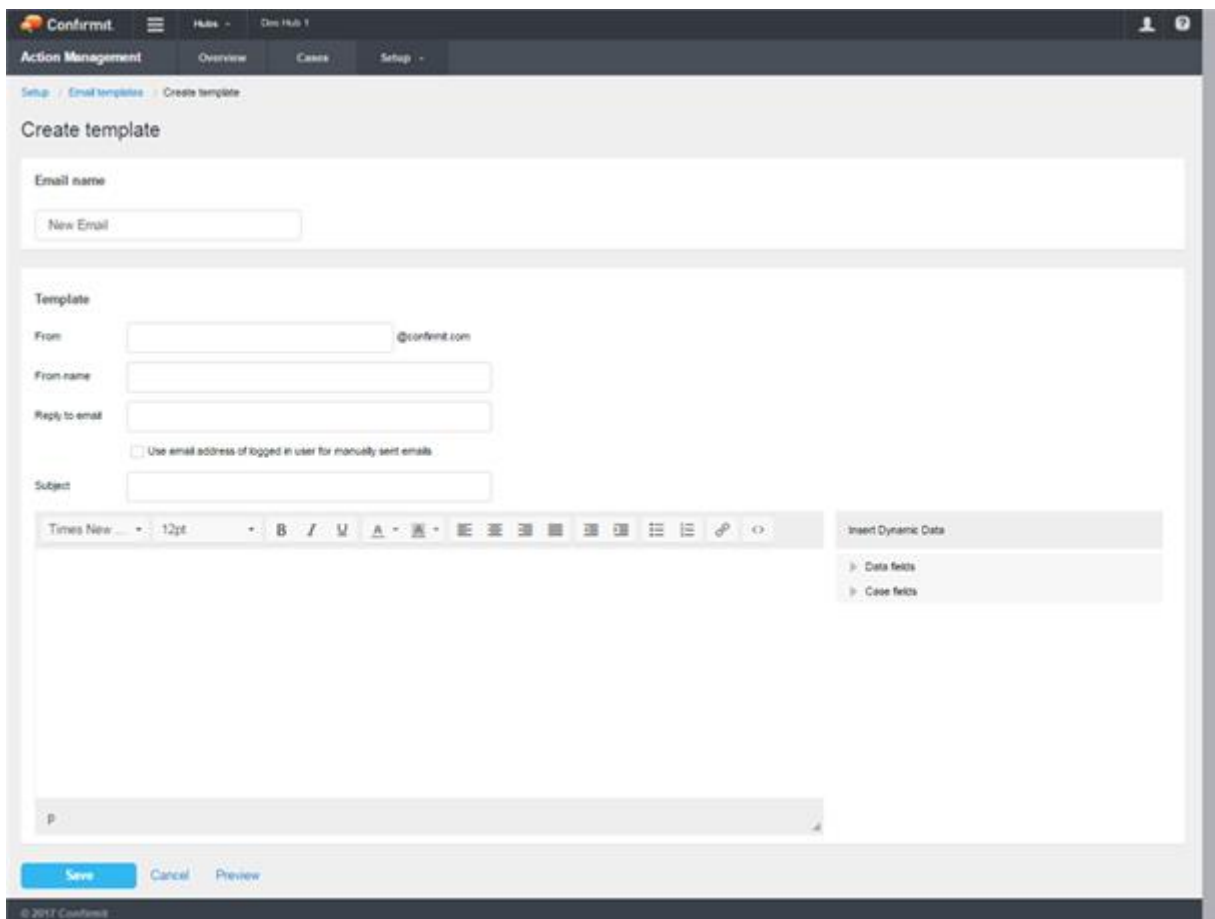 Confirmit Hubs Doc Hub 1
Action Management Overview Cases Setup
Setup / Email templates / Create template
Create template
Email name
New Email
Template
From @confirmit.com
From name
Reply to email
Use email address of logged in user for manually sent emails
Subject
Times New ... 12pt B I U A A Insert Dynamic Data
Data fields
Case fields
p
Save Cancel Preview
© 2017 Confirmit